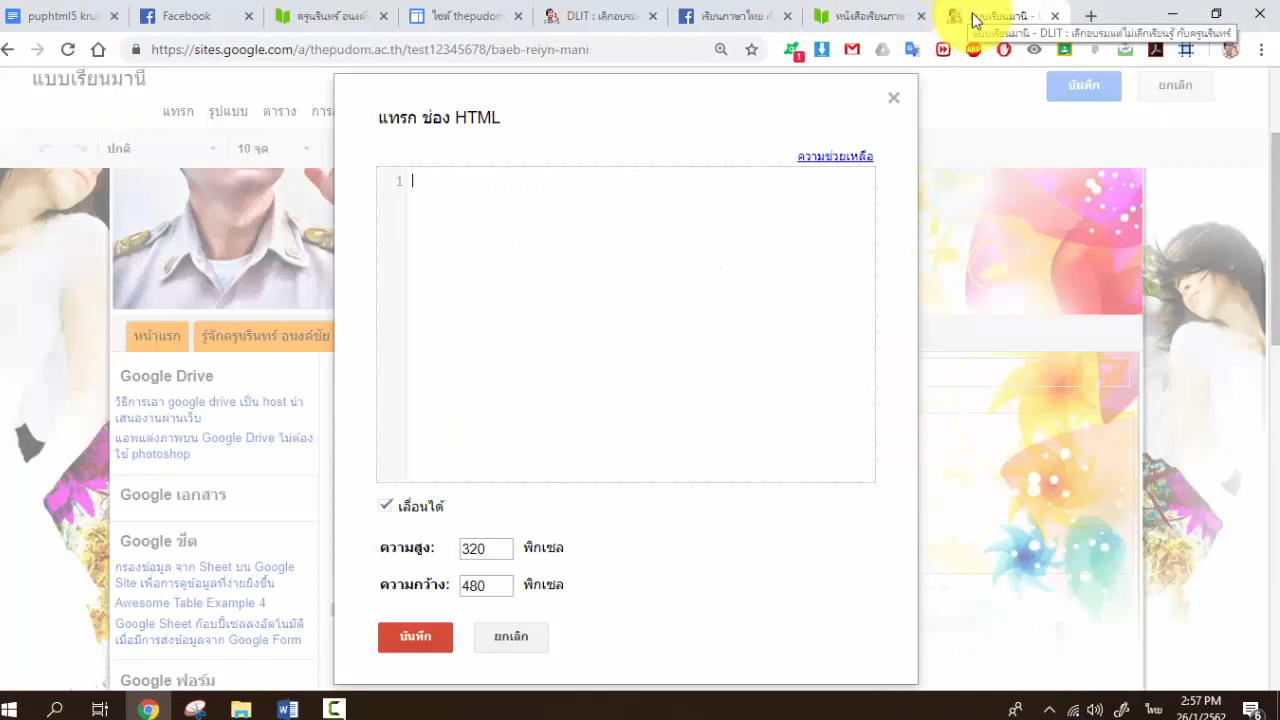 puphtml5 kru
Facebook
ครูนรินทร์ อนงค์
ไซต์ thepudom
DLIT : เลิกอบรม
เรียนภาษาไทย
หนังสือเรียนภาษา
แบบเรียนมานี -
แบบเรียนมานี - DLIT : เลิกอบรมแต่ไม่เลิกเรียนรู้ กับครูนรินทร์
https://sites.google.com/a/thepudom.ac.th/test12345678/baeb-reiyn-mani
1
ABP
แบบเรียนมานี
บันทึก
ยกเลิก
แทรก
รูปแบบ
ตาราง
ปกติ
10 จุด
แทรก ช่อง HTML
ความช่วยเหลือ
1
หน้าแรก
รู้จักครูนรินทร์ อนงค์ชัย
Google Drive
วิธีการเอา google drive เป็น host นำ
เสนองานผ่านเว็บ
แอพแต่งภาพบน Google Drive ไม่ต้อง
ใช้ photoshop
Google เอกสาร
Google ชีต
กรองข้อมูล จาก Sheet บน Google
Site เพื่อการดูข้อมูลที่ง่ายยิ่งขึ้น
Awesome Table Example 4
Google Sheet ก๊อบปี้เซลลงอัตโนมัติ
เมื่อมีการส่งข้อมูลจาก Google Form
Google ฟอร์ม
เลื่อนได้
ความสูง: 320 พิกเซล
ความกว้าง: 480 พิกเซล
บันทึก
ยกเลิก
ไทย
2:57 PM
26/1/2562
6